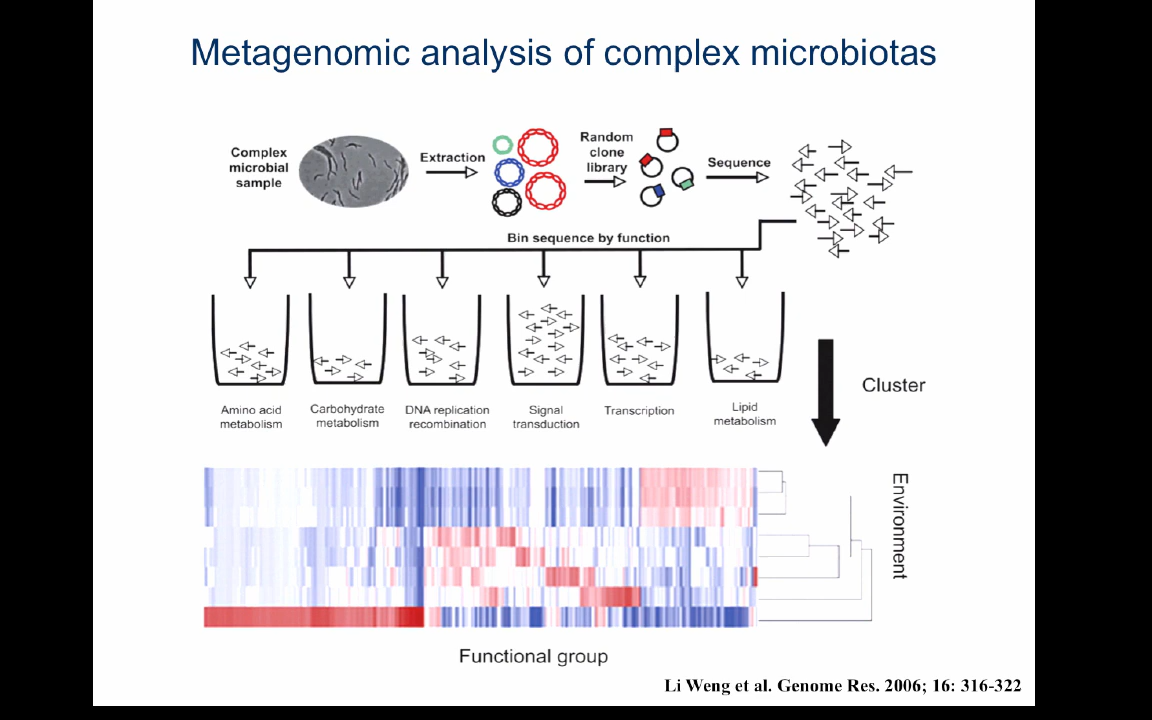 Metagenomic analysis of complex microbiotas
Complex
microbial
sample
Extraction
Random
clone
library
Sequence
Bin sequence by function
Amino acid
metabolism
Carbohydrate
metabolism
DNA replication
recombination
Signal
transduction
Transcription
Lipid
metabolism
Cluster
Environment
Functional group
Li Weng et al. Genome Res. 2006; 16: 316-322